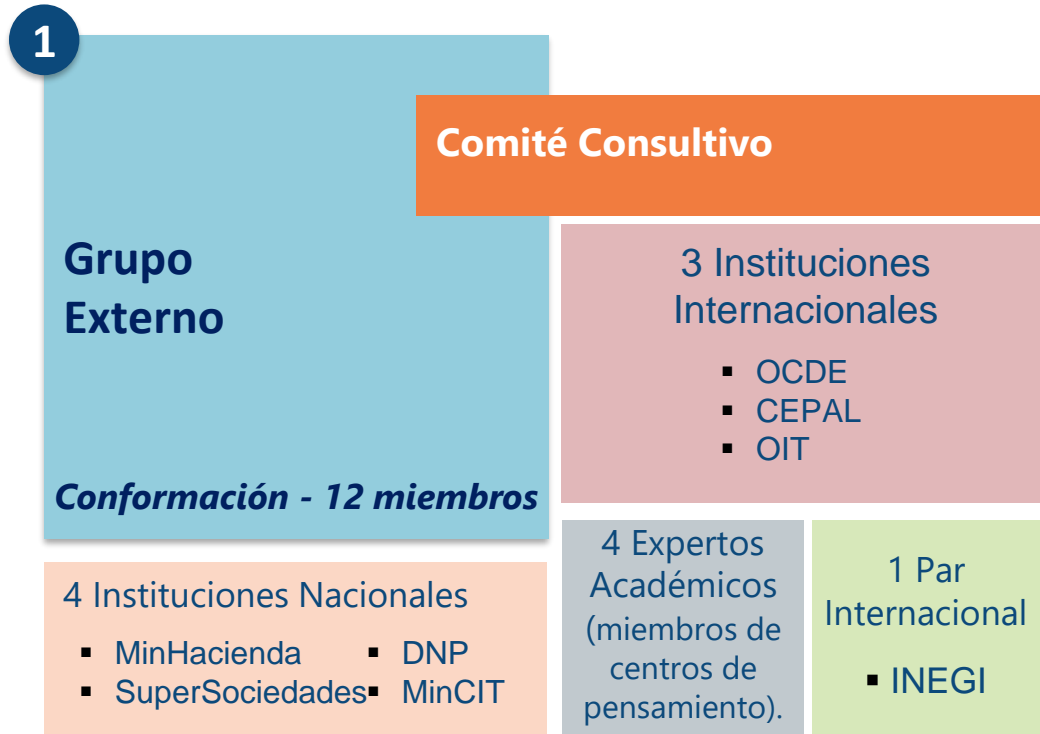 1
Comité Consultivo
Grupo
Externo
Conformación - 12 miembros
3 Instituciones
Internacionales
▪ OCDE
▪ CEPAL
▪ OIT
4 Instituciones Nacionales
▪ MinHacienda ▪ DNP
▪ SuperSociedades ▪ MinCIT
4 Expertos
Académicos
(miembros de
centros de
pensamiento).
1 Par
Internacional
▪ INEGI